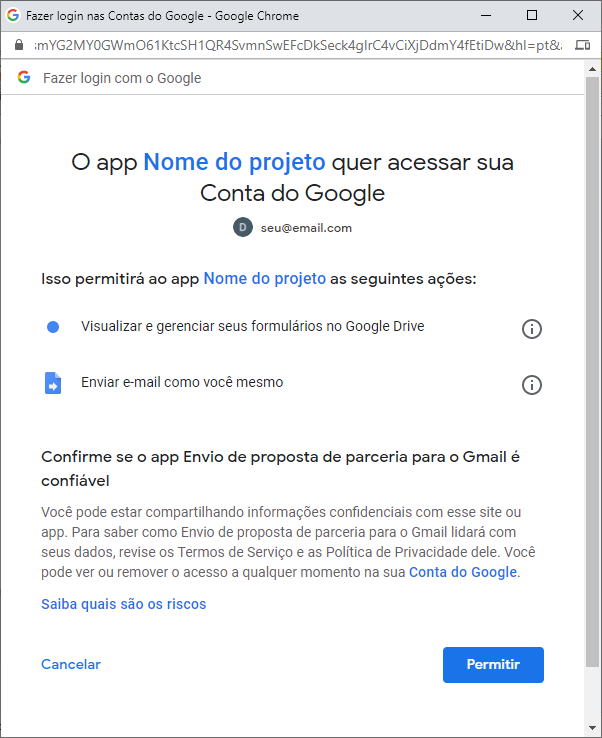 Fazer login nas Contas do Google - Google Chrome
smYG2MY0GWmO61KtcSH1QR4SvmnSwEFcDkSeck4gIrC4vCiXjDdmY4fEtiDw&hl=pt&
Fazer login com o Google
O app Nome do projeto quer acessar sua
Conta do Google
D seu@email.com
Isso permitirá ao app Nome do projeto as seguintes ações:
Visualizar e gerenciar seus formulários no Google Drive
Enviar e-mail como você mesmo
Confirme se o app Envio de proposta de parceria para o Gmail é
confiável
Você pode estar compartilhando informações confidenciais com esse site ou
app. Para saber como Envio de proposta de parceria para o Gmail lidará com
seus dados, revise os Termos de Serviço e as Política de Privacidade dele. Você
pode ver ou remover o acesso a qualquer momento na sua Conta do Google.
Saiba quais são os riscos
Cancelar
Permitir